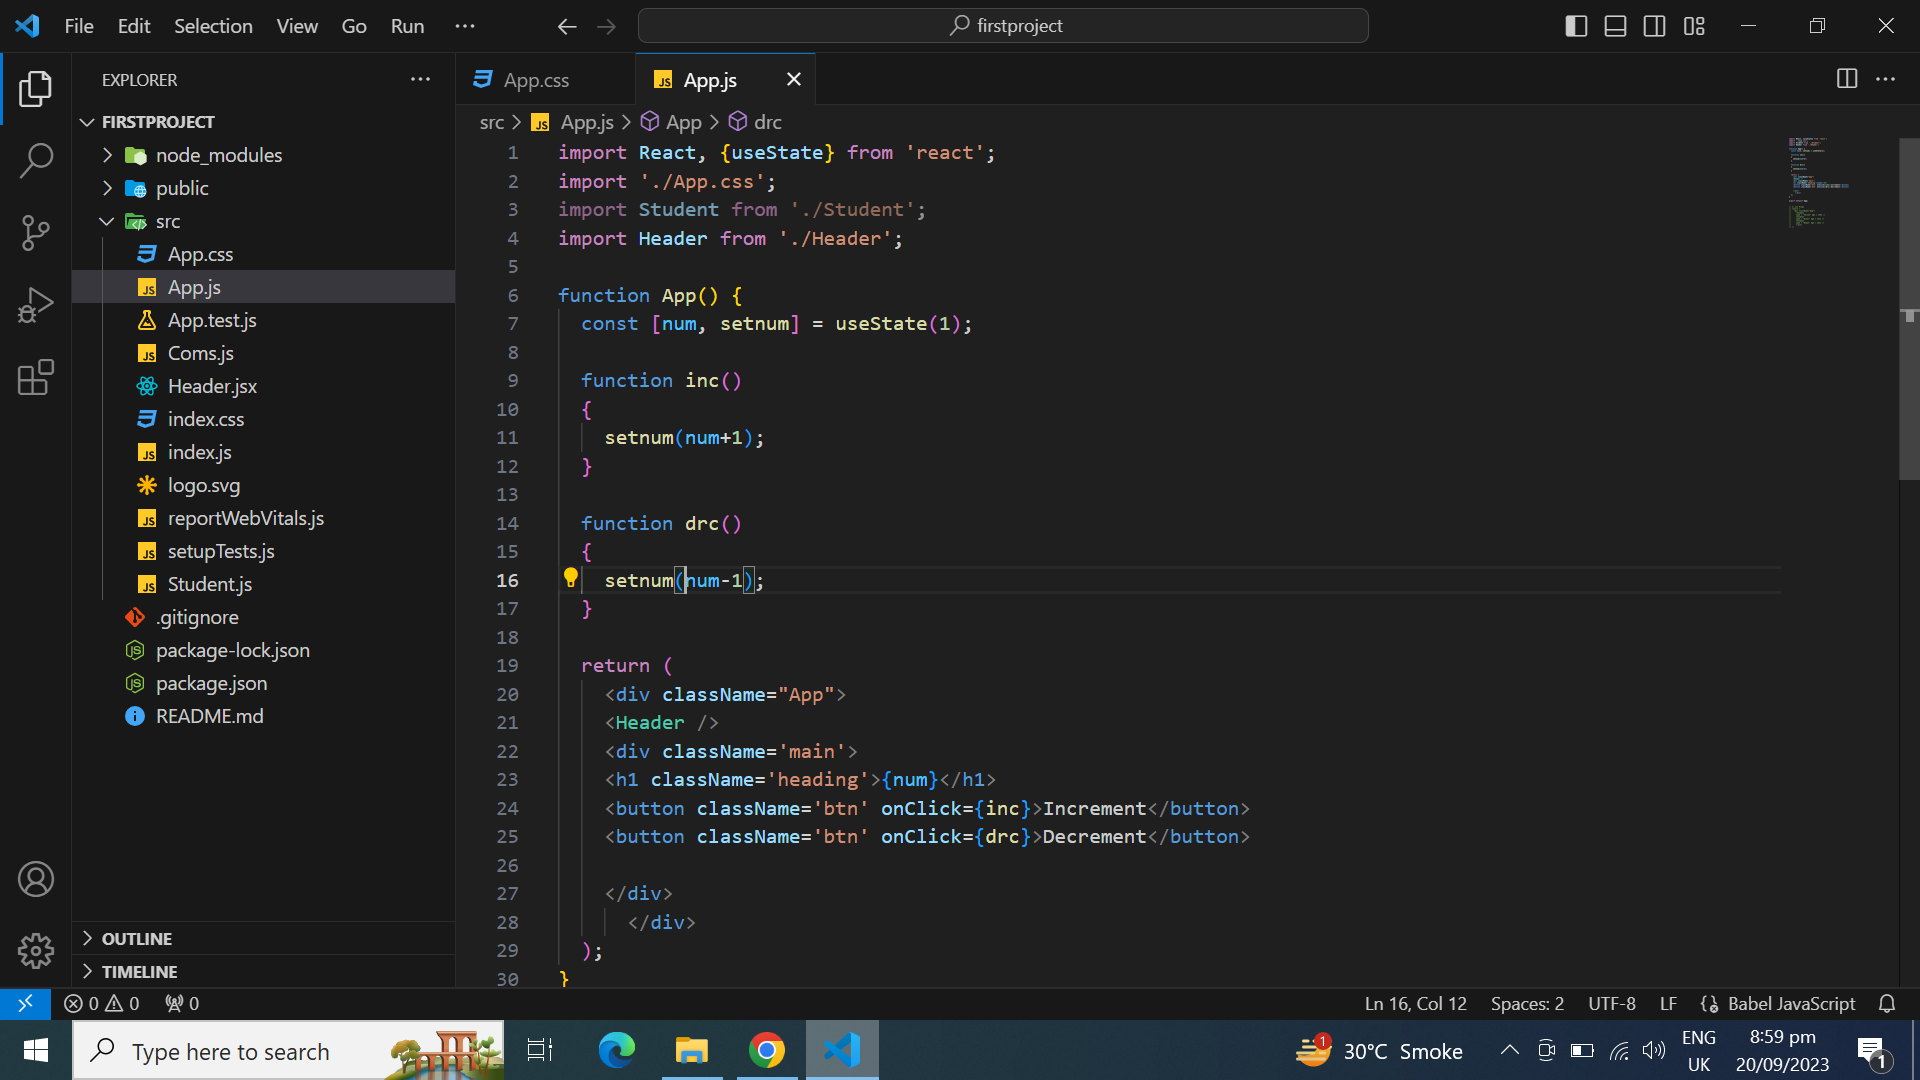 File Edit Selection View Go Run ··· firstproject
EXPLORER ···
FIRSTPROJECT
node_modules
public
src
App.css
App.js
App.test.js
Coms.js
Header.jsx
index.css
index.js
logo.svg
reportWebVitals.js
setupTests.js
Student.js
.gitignore
package-lock.json
package.json
README.md
OUTLINE
TIMELINE
App.css App.js
src > App.js > App > drc
1 import React, {useState} from 'react';
2 import './App.css';
3 import Student from './Student';
4 import Header from './Header';
5
6 function App() {
7 const [num, setnum] = useState(1);
8
9 function inc()
10 {
11 setnum(num+1);
12 }
13
14 function drc()
15 {
16 setnum(num-1);
17 }
18
19 return (
20 <div className="App">
21 <Header />
22 <div className='main'>
23 <h1 className='heading'>{num}</h1>
24 <button className='btn' onClick={inc}>Increment</button>
25 <button className='btn' onClick={drc}>Decrement</button>
26
27 </div>
28 </div>
29 );
30 }
0 0 0 Ln 16, Col 12 Spaces: 2 UTF-8 LF Babel JavaScript
Type here to search 1 30°C Smoke ENG UK 8:59 pm 20/09/2023 1